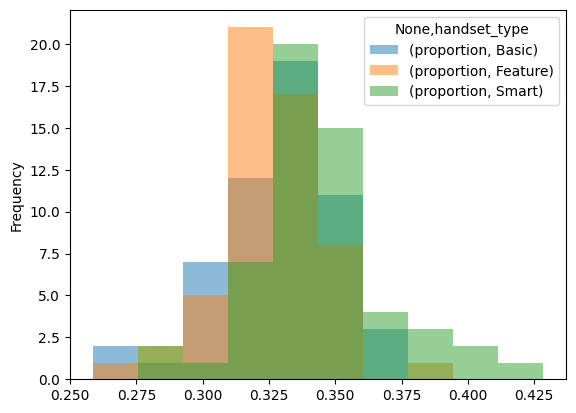 None,handset_type
(proportion, Basic)
(proportion, Feature)
(proportion, Smart)
Frequency
20.0
17.5
15.0
12.5
10.0
7.5
5.0
2.5
0.0
0.250 0.275 0.300 0.325 0.350 0.375 0.400 0.425